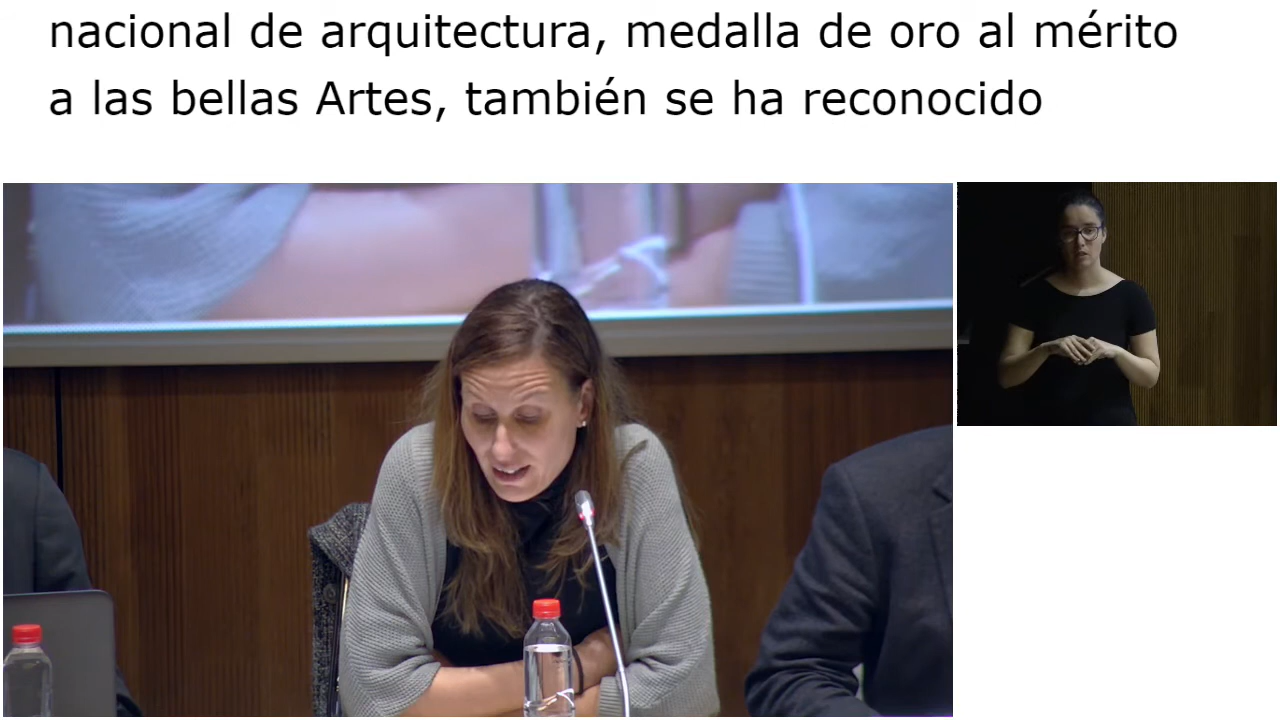 nacional de arquitectura, medalla de oro al mérito
a las bellas Artes, también se ha reconocido